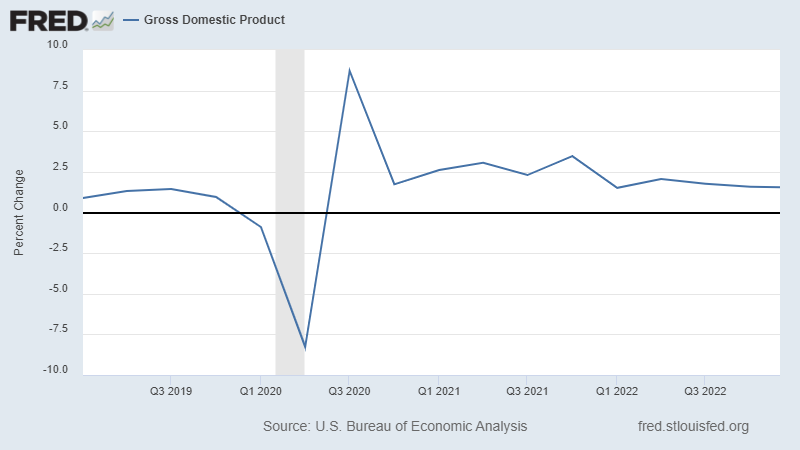 FRED
Gross Domestic Product
10.0
7.5
5.0
2.5
0.0
-2.5
-5.0
-7.5
-10.0
Percent Change
Q3 2019 Q1 2020 Q3 2020 Q1 2021 Q3 2021 Q1 2022 Q3 2022
Source: U.S. Bureau of Economic Analysis
fred.stlouisfed.org